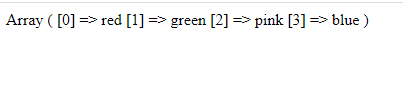 Array ( [0] => red [1] => green [2] => pink [3] => blue )